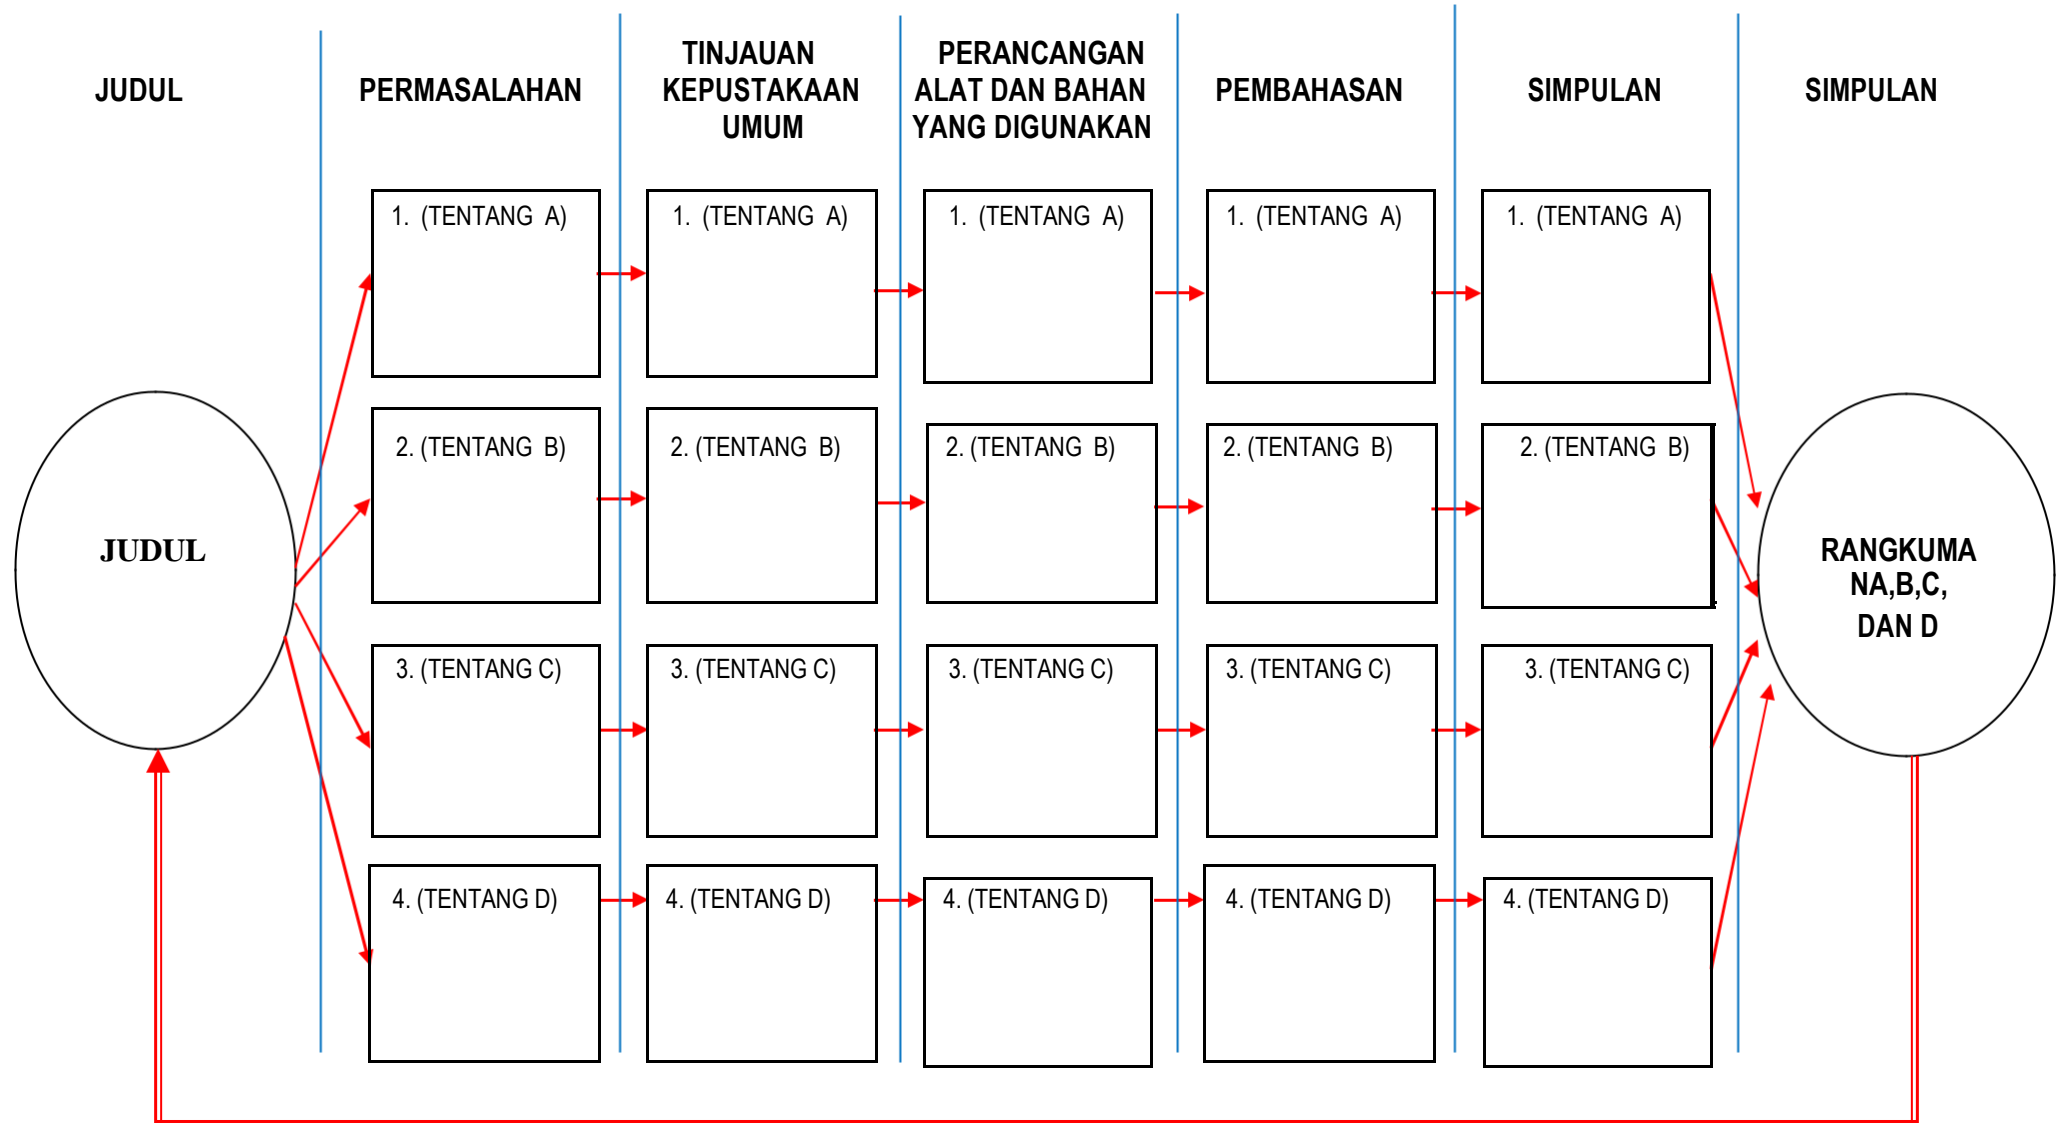 JUDUL
PERMASALAHAN
TINJAUAN
KEPUSTAKAAN
UMUM
PERANCANGAN
ALAT DAN BAHAN
YANG DIGUNAKAN
PEMBAHASAN
SIMPULAN
SIMPULAN
1. (TENTANG A)
1. (TENTANG A)
1. (TENTANG A)
1. (TENTANG A)
1. (TENTANG A)
2. (TENTANG B)
2. (TENTANG B)
2. (TENTANG B)
2. (TENTANG B)
2. (TENTANG B)
JUDUL
RANGKUMA
NA,B,C,
DAN D
3. (TENTANG C)
3. (TENTANG C)
3. (TENTANG C)
3. (TENTANG C)
3. (TENTANG C)
4. (TENTANG D)
4. (TENTANG D)
4. (TENTANG D)
4. (TENTANG D)
4. (TENTANG D)